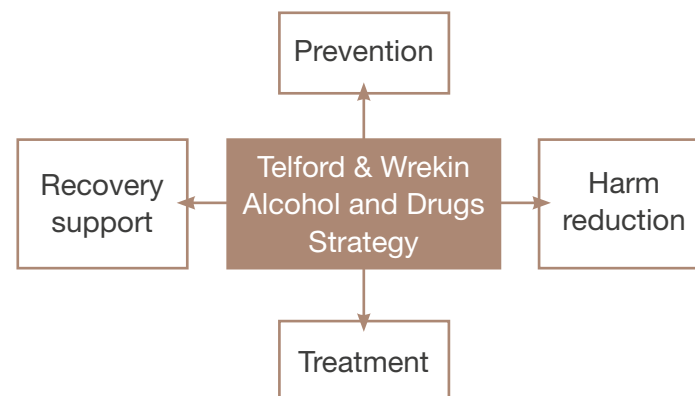 Prevention
Recovery
support
Telford & Wrekin
Alcohol and Drugs
Strategy
Harm
reduction
Treatment